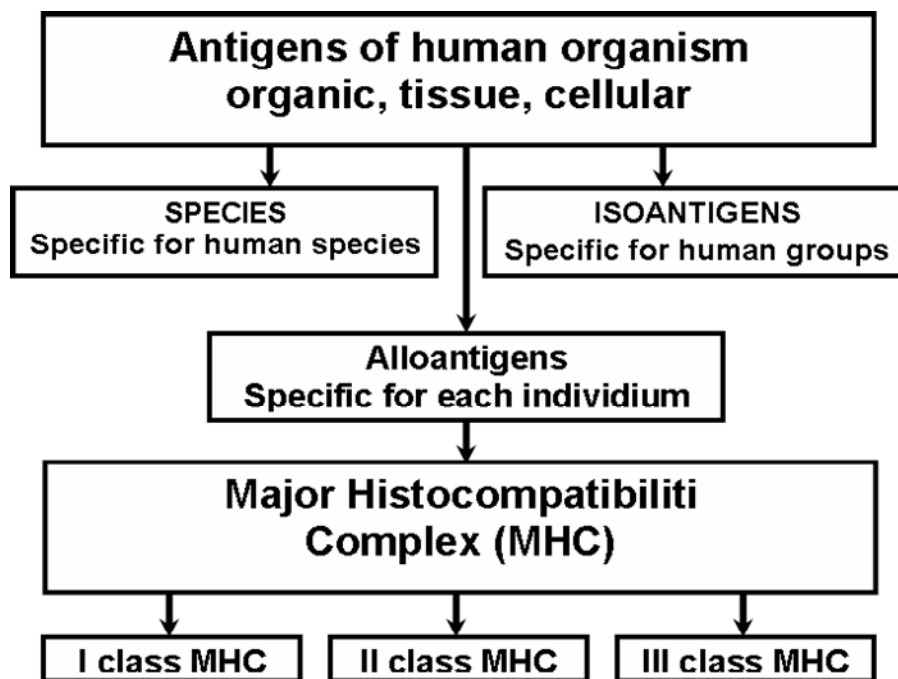 Antigens of human organism
organic, tissue, cellular
SPECIES
Specific for human species
ISOANTIGENS
Specific for human groups
Alloantigens
Specific for each individium
Major Histocompatibiliti
Complex (MHC)
I class MHC
II class MHC
III class MHC